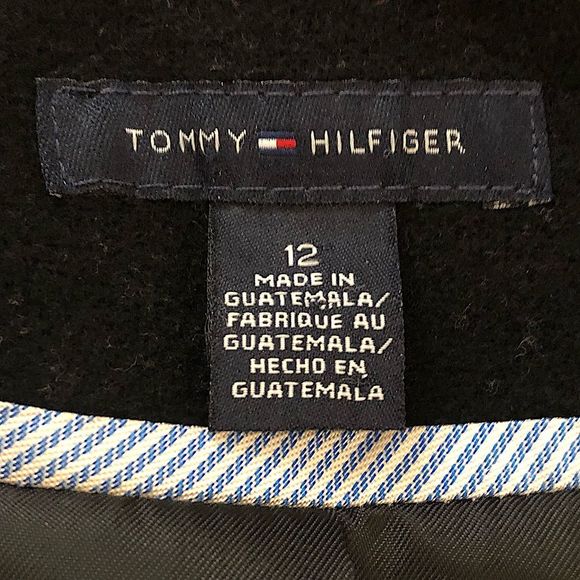 TOMMY HILFIGER
12
MADE IN
GUATEMALA/
FABRIQUE AU
GUATEMALA/
HECHO EN
GUATEMALA